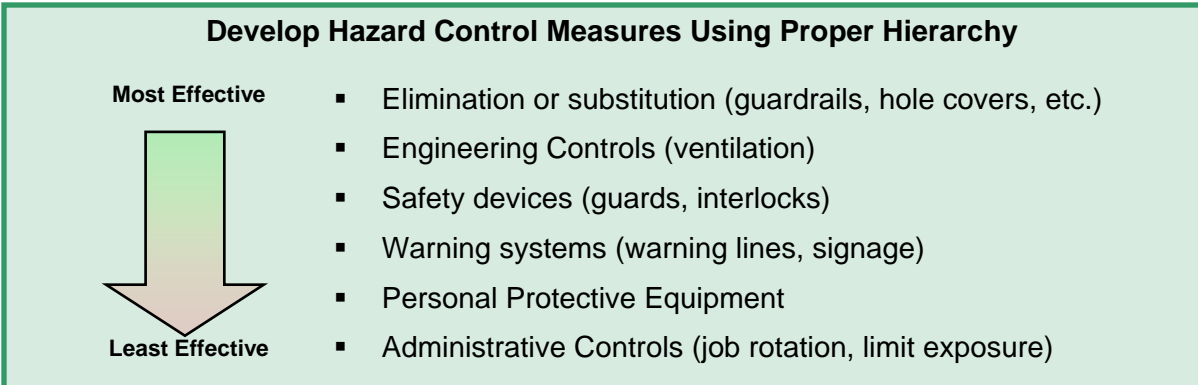 Develop Hazard Control Measures Using Proper Hierarchy
Most Effective
▪ Elimination or substitution (guardrails, hole covers, etc.)
▪ Engineering Controls (ventilation)
▪ Safety devices (guards, interlocks)
▪ Warning systems (warning lines, signage)
▪ Personal Protective Equipment
Least Effective
▪ Administrative Controls (job rotation, limit exposure)